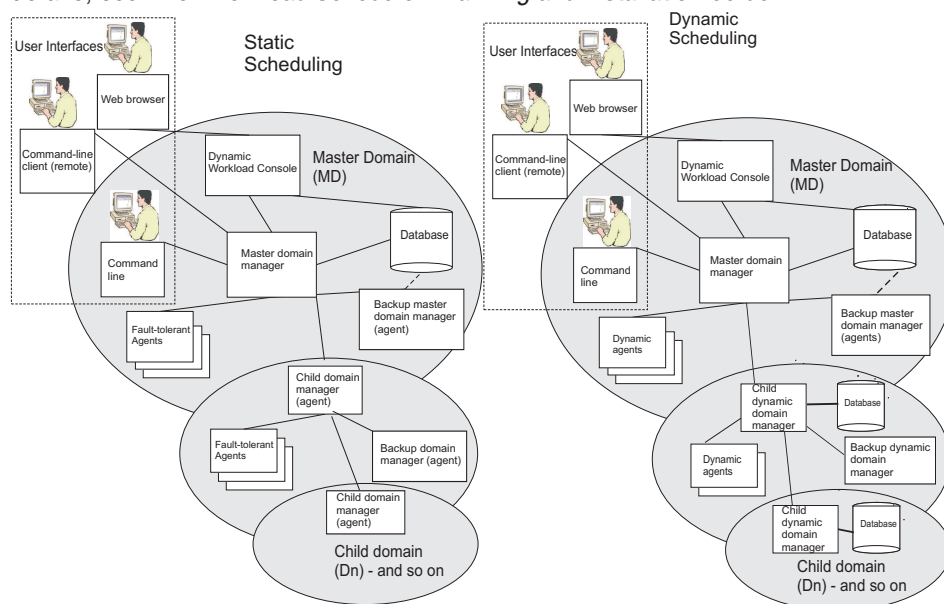 User Interfaces
Static
Scheduling
Web browser
Command-line
client (remote)
Dynamic
Workload Console
Master Domain
(MD)
Command
line
Master domain
manager
Database
Fault-tolerant
Agents
Backup master
domain manager
(agent)
Child domain
manager
(agent)
Fault-tolerant
Agents
Backup domain
manager (agent)
Child domain
manager
(agent)
Child domain
(Dn) - and so on
User Interfaces
Dynamic
Scheduling
Web browser
Command-line
client (remote)
Dynamic
Workload Console
Master Domain
(MD)
Command
line
Master domain
manager
Database
Dynamic
agents
Backup master
domain manager
(agents)
Child
dynamic
domain
manager
Database
Dynamic
agents
Backup dynamic
domain
manager
Child
dynamic
domain
manager
Database
Child domain
(Dn) - and so on